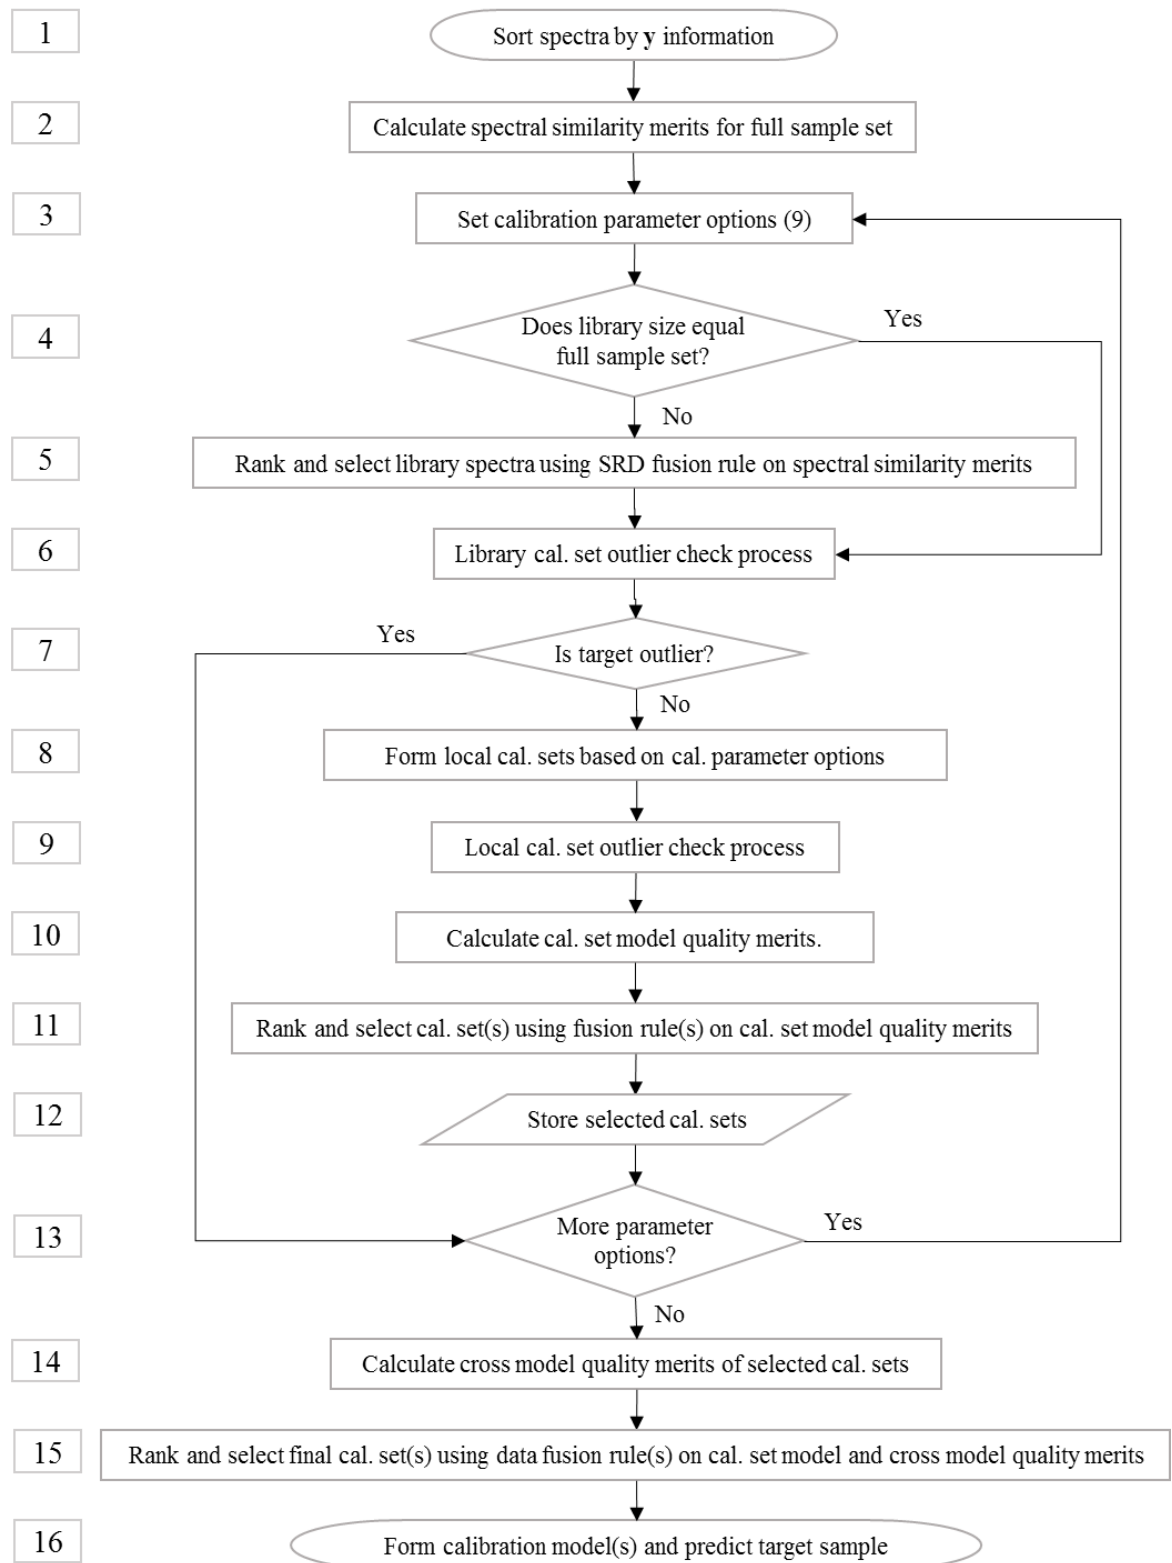 1
Sort spectra by y information
2
Calculate spectral similarity merits for full sample set
3
Set calibration parameter options (9)
4
Does library size equal
full sample set?
Yes
No
5
Rank and select library spectra using SRD fusion rule on spectral similarity merits
6
Library cal. set outlier check process
7
Yes
Is target outlier?
No
8
Form local cal. sets based on cal. parameter options
9
Local cal. set outlier check process
10
Calculate cal. set model quality merits.
11
Rank and select cal. set(s) using fusion rule(s) on cal. set model quality merits
12
Store selected cal. sets
13
More parameter
options?
Yes
No
14
Calculate cross model quality merits of selected cal. sets
15
Rank and select final cal. set(s) using data fusion rule(s) on cal. set model and cross model quality merits
16
Form calibration model(s) and predict target sample